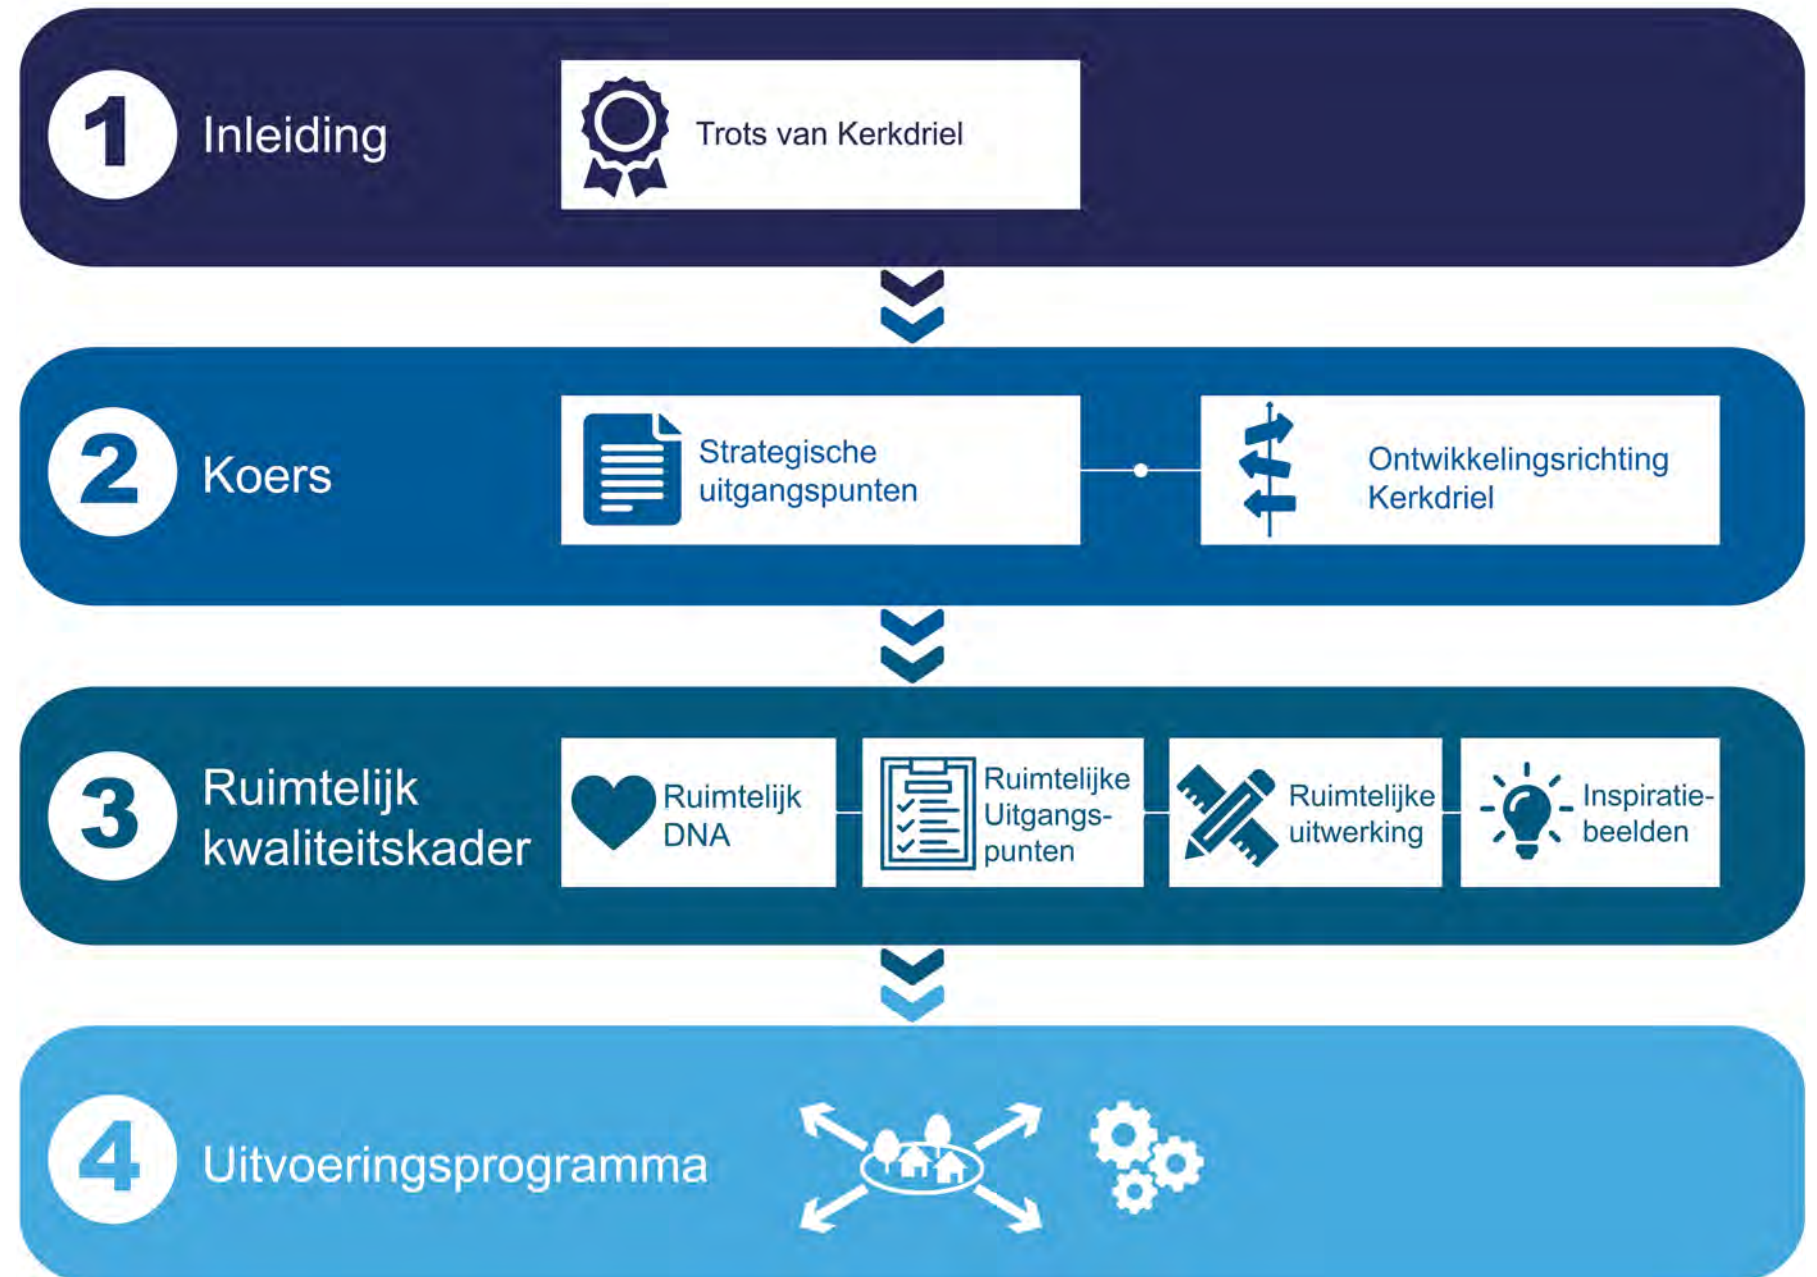 1
Inleiding
Trots van Kerkdriel
2
Koers
Strategische
uitgangspunten
Ontwikkelingsrichting
Kerkdriel
3
Ruimtelijk
kwaliteitskader
Ruimtelijk
DNA
Ruimtelijke
Uitgangs-
punten
Ruimtelijke
uitwerking
Inspiratie-
beelden
4
Uitvoeringsprogramma